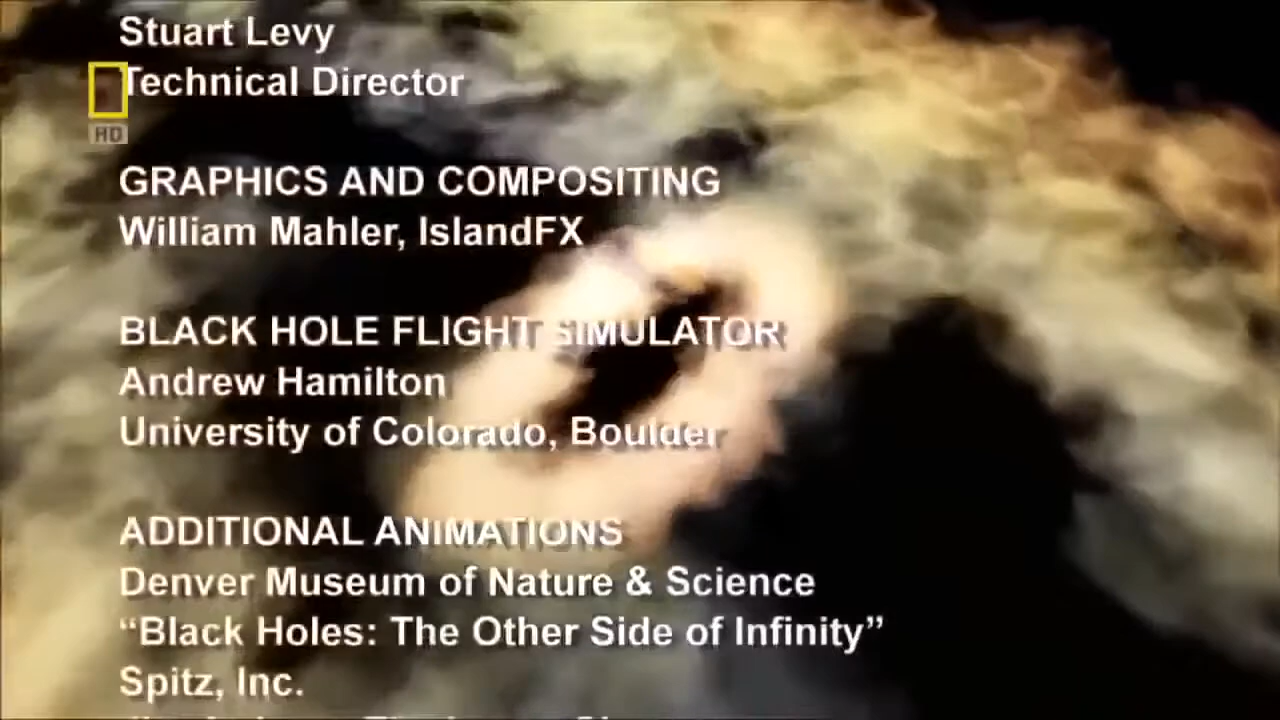 Stuart Levy
Technical Director
HD
GRAPHICS AND COMPOSITING
William Mahler, IslandFX
BLACK HOLE FLIGHT SIMULATOR
Andrew Hamilton
University of Colorado, Boulder
ADDITIONAL ANIMATIONS
Denver Museum of Nature & Science
“Black Holes: The Other Side of Infinity”
Spitz, Inc.